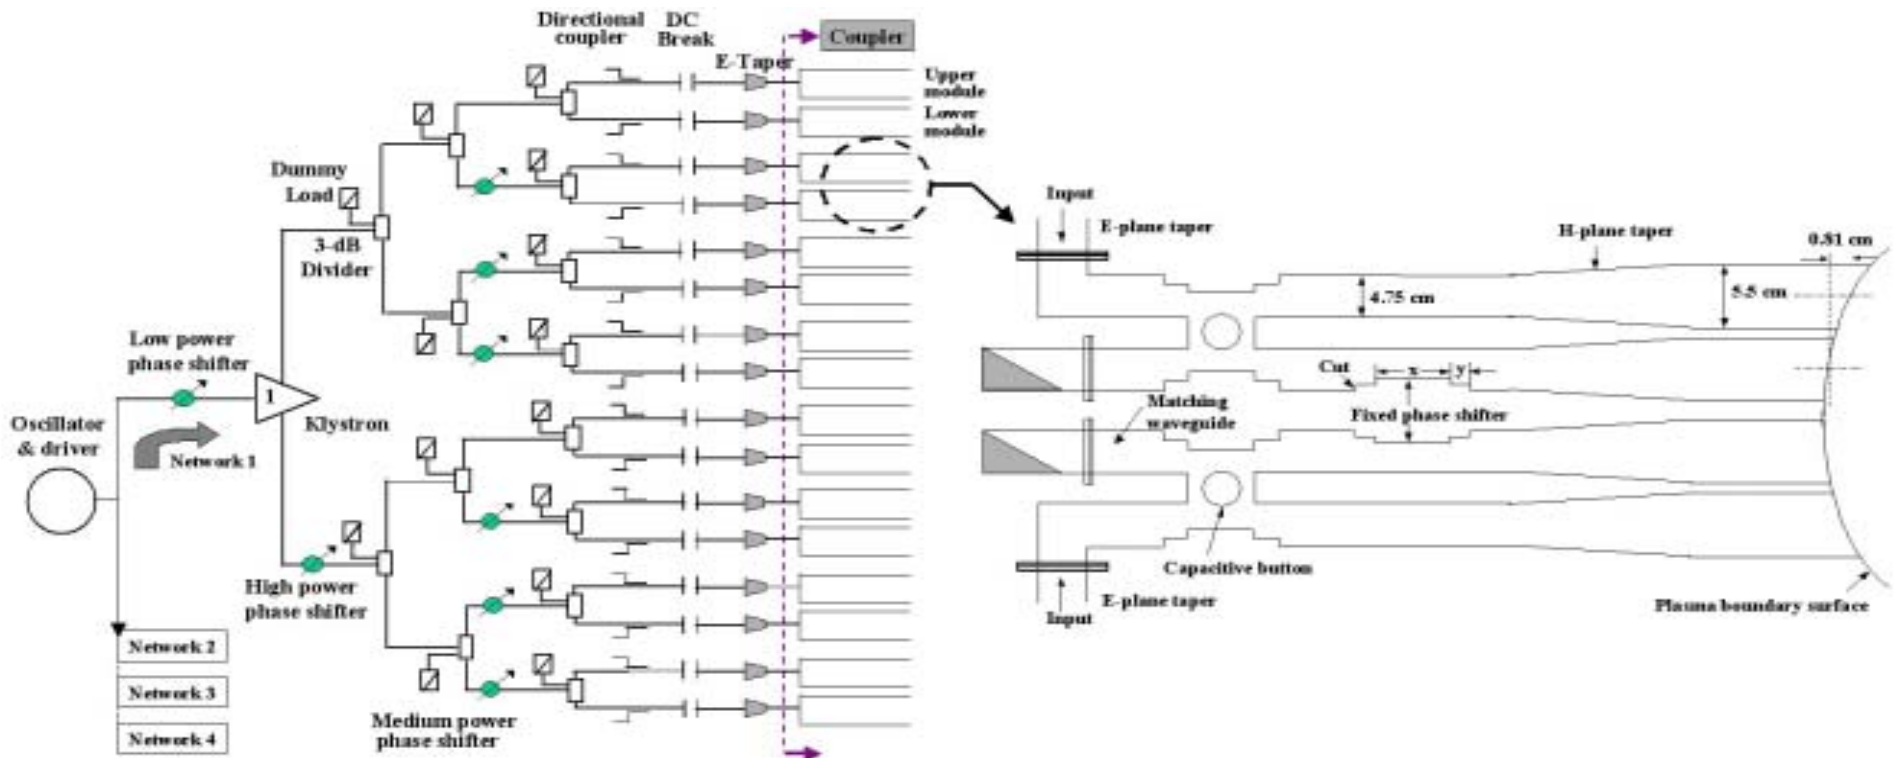 Directional
coupler
DC
Break
E-Taper
Coupler
Upper
module
Lower
module
Dummy
Load
3-dB
Divider
Low power
phase shifter
1
Klystron
Oscillator
& driver
Network 1
High power
phase shifter
Network 2
Network 3
Network 4
Medium power
phase shifter
Input
E-plane taper
H-plane taper
0.81 cm
4.75 cm
5.5 cm
Cut
x
y
Fixed phase shifter
Matching
waveguide
Capacitive button
E-plane taper
Input
Plasma boundary surface